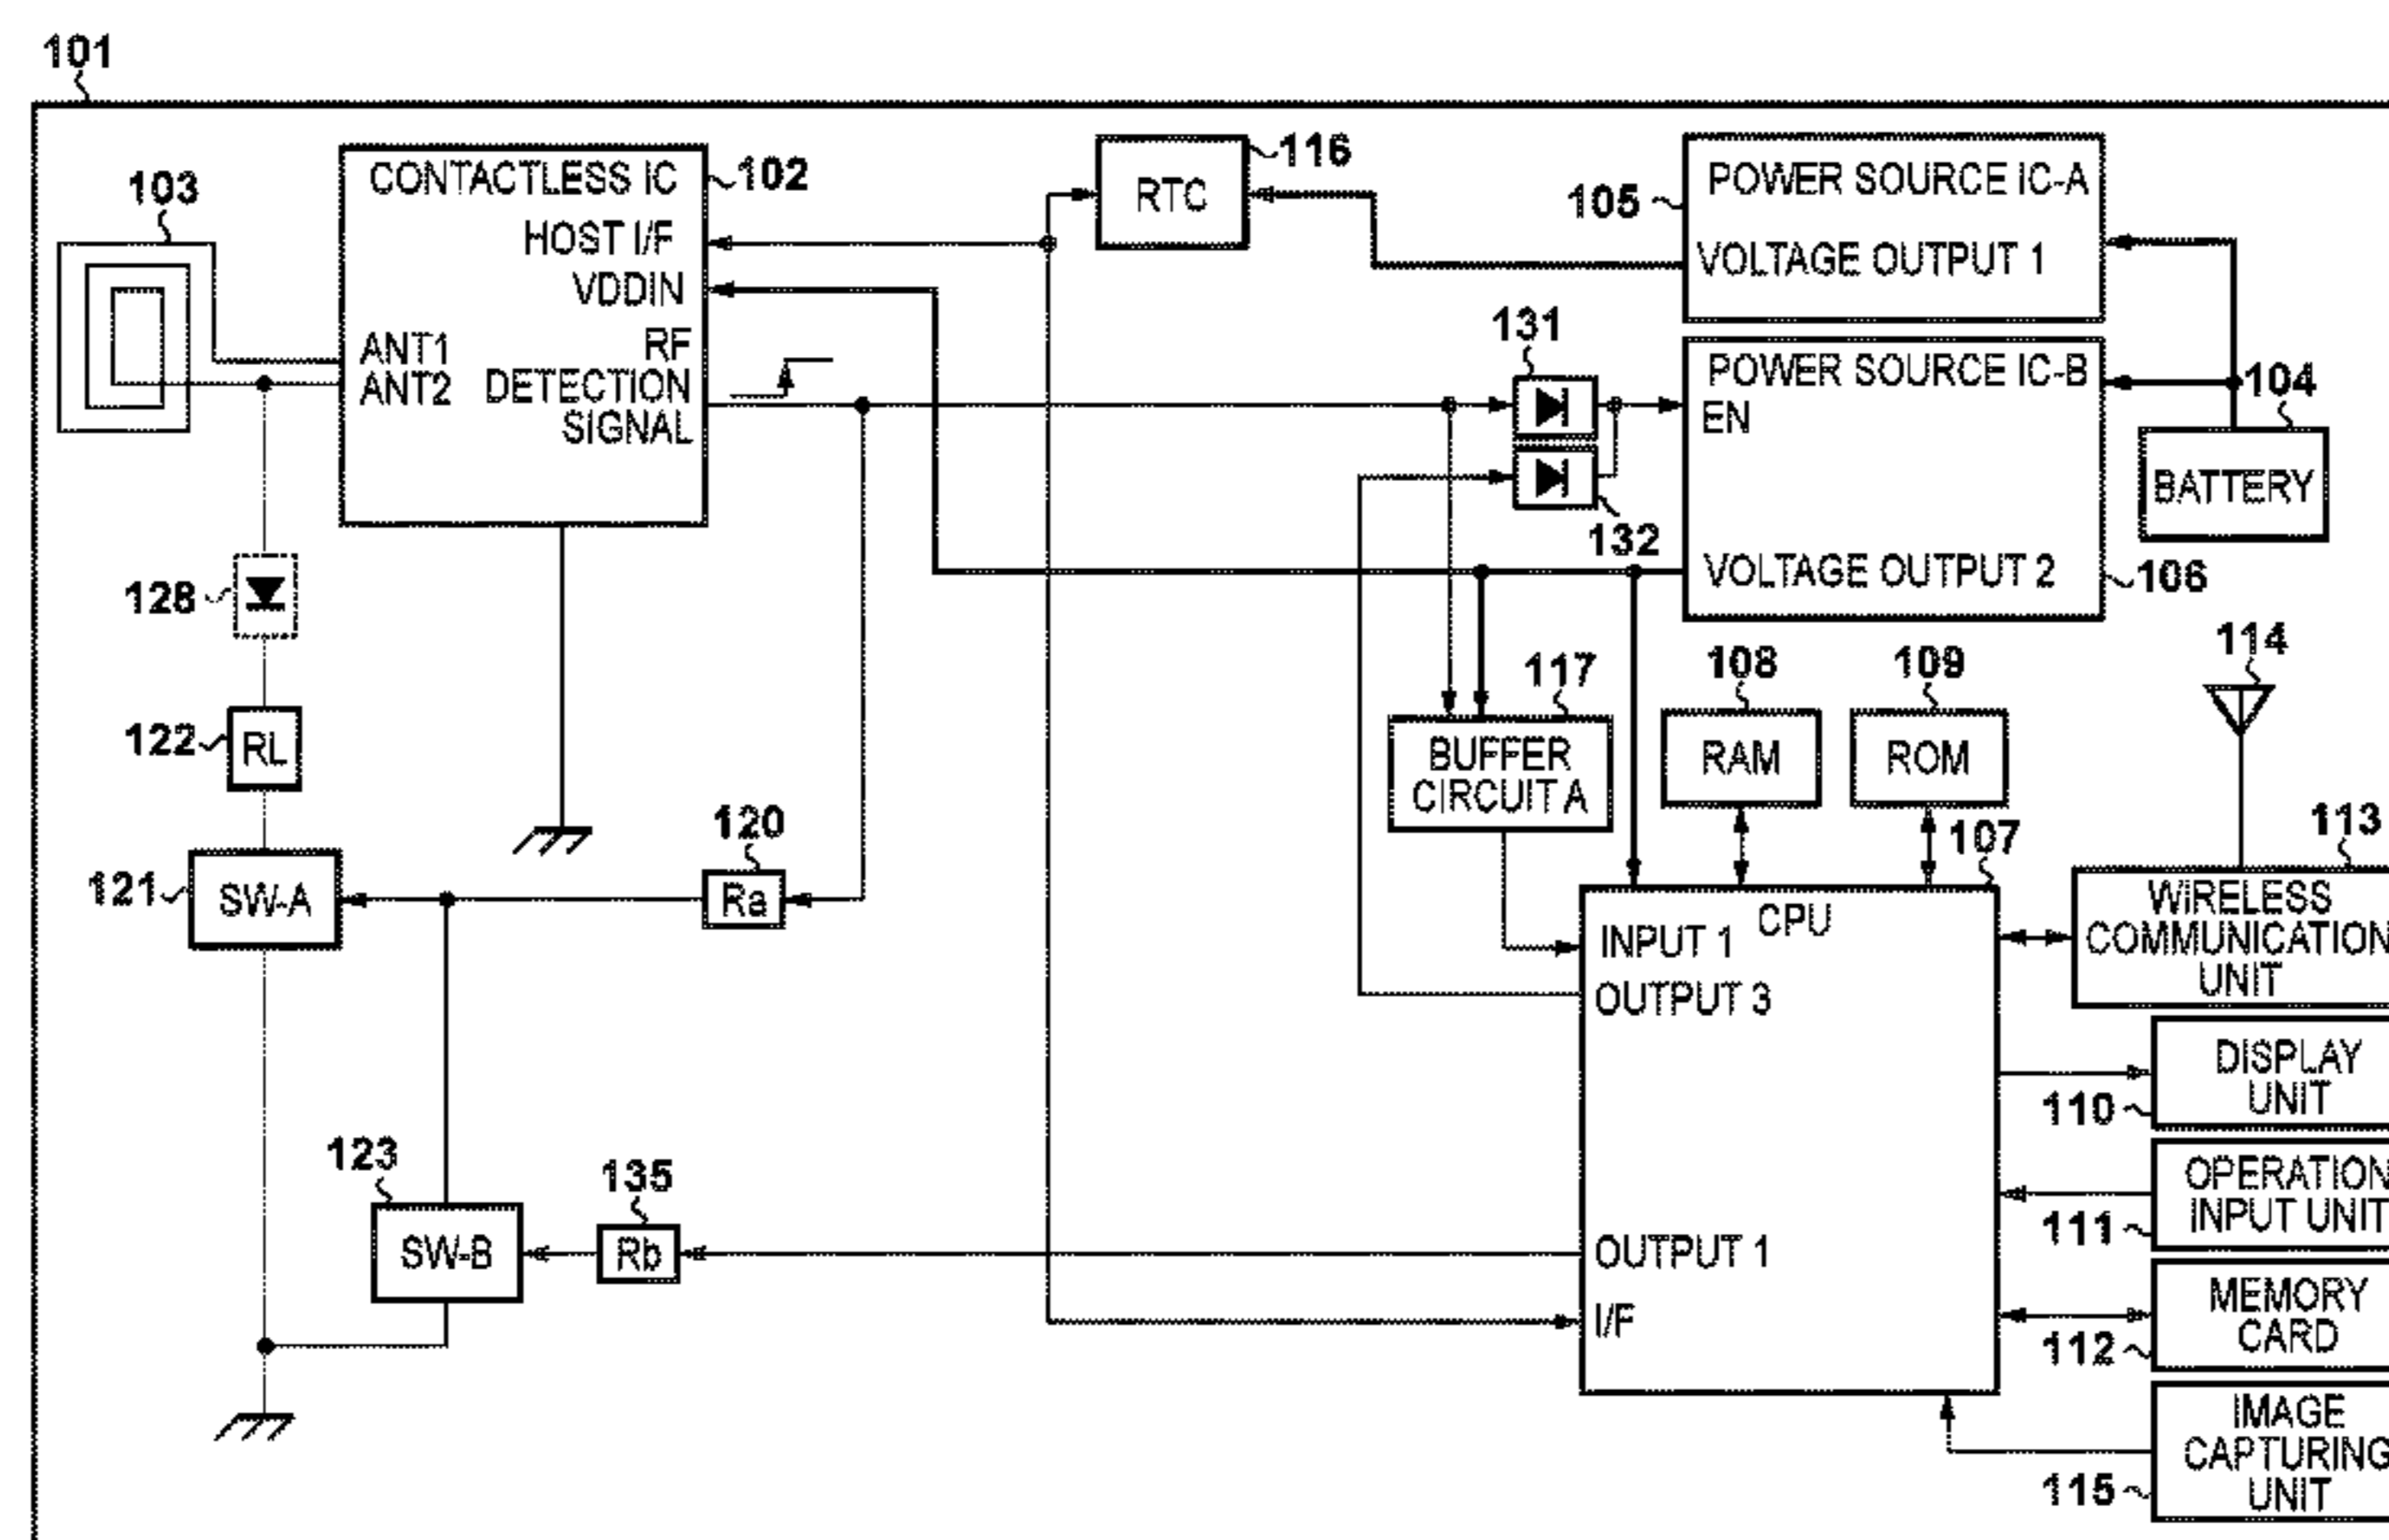 101
103
CONTACTLESS IC
102
HOST I/F
VDDIN
ANT1
ANT2
RF
DETECTION
SIGNAL
116
RTC
105
POWER SOURCE IC-A
VOLTAGE OUTPUT 1
131
132
POWER SOURCE IC-B
EN
VOLTAGE OUTPUT 2
106
104
BATTERY
128
122
RL
121
SW-A
120
Ra
117
BUFFER
CIRCUIT A
108
RAM
109
ROM
114
107
CPU
INPUT 1
OUTPUT 3
OUTPUT 1
I/F
113
WIRELESS
COMMUNICATION
UNIT
DISPLAY
UNIT
110
OPERATION
INPUT UNIT
111
MEMORY
CARD
112
IMAGE
CAPTURING
UNIT
115
123
SW-B
135
Rb